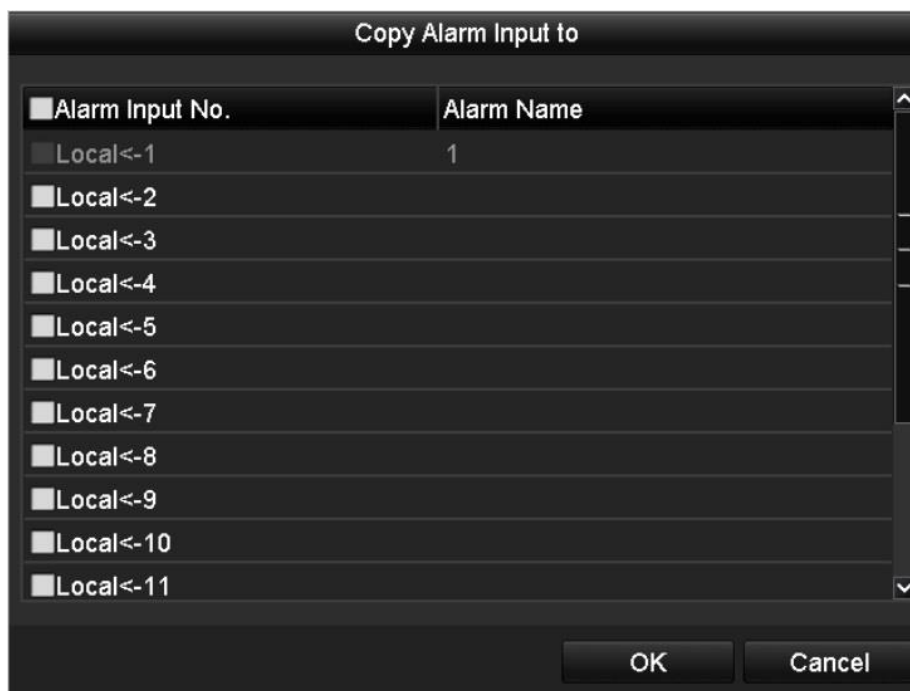 Copy Alarm Input to
Alarm Input No. Alarm Name
Local<-1 1
Local<-2
Local<-3
Local<-4
Local<-5
Local<-6
Local<-7
Local<-8
Local<-9
Local<-10
Local<-11
OK Cancel